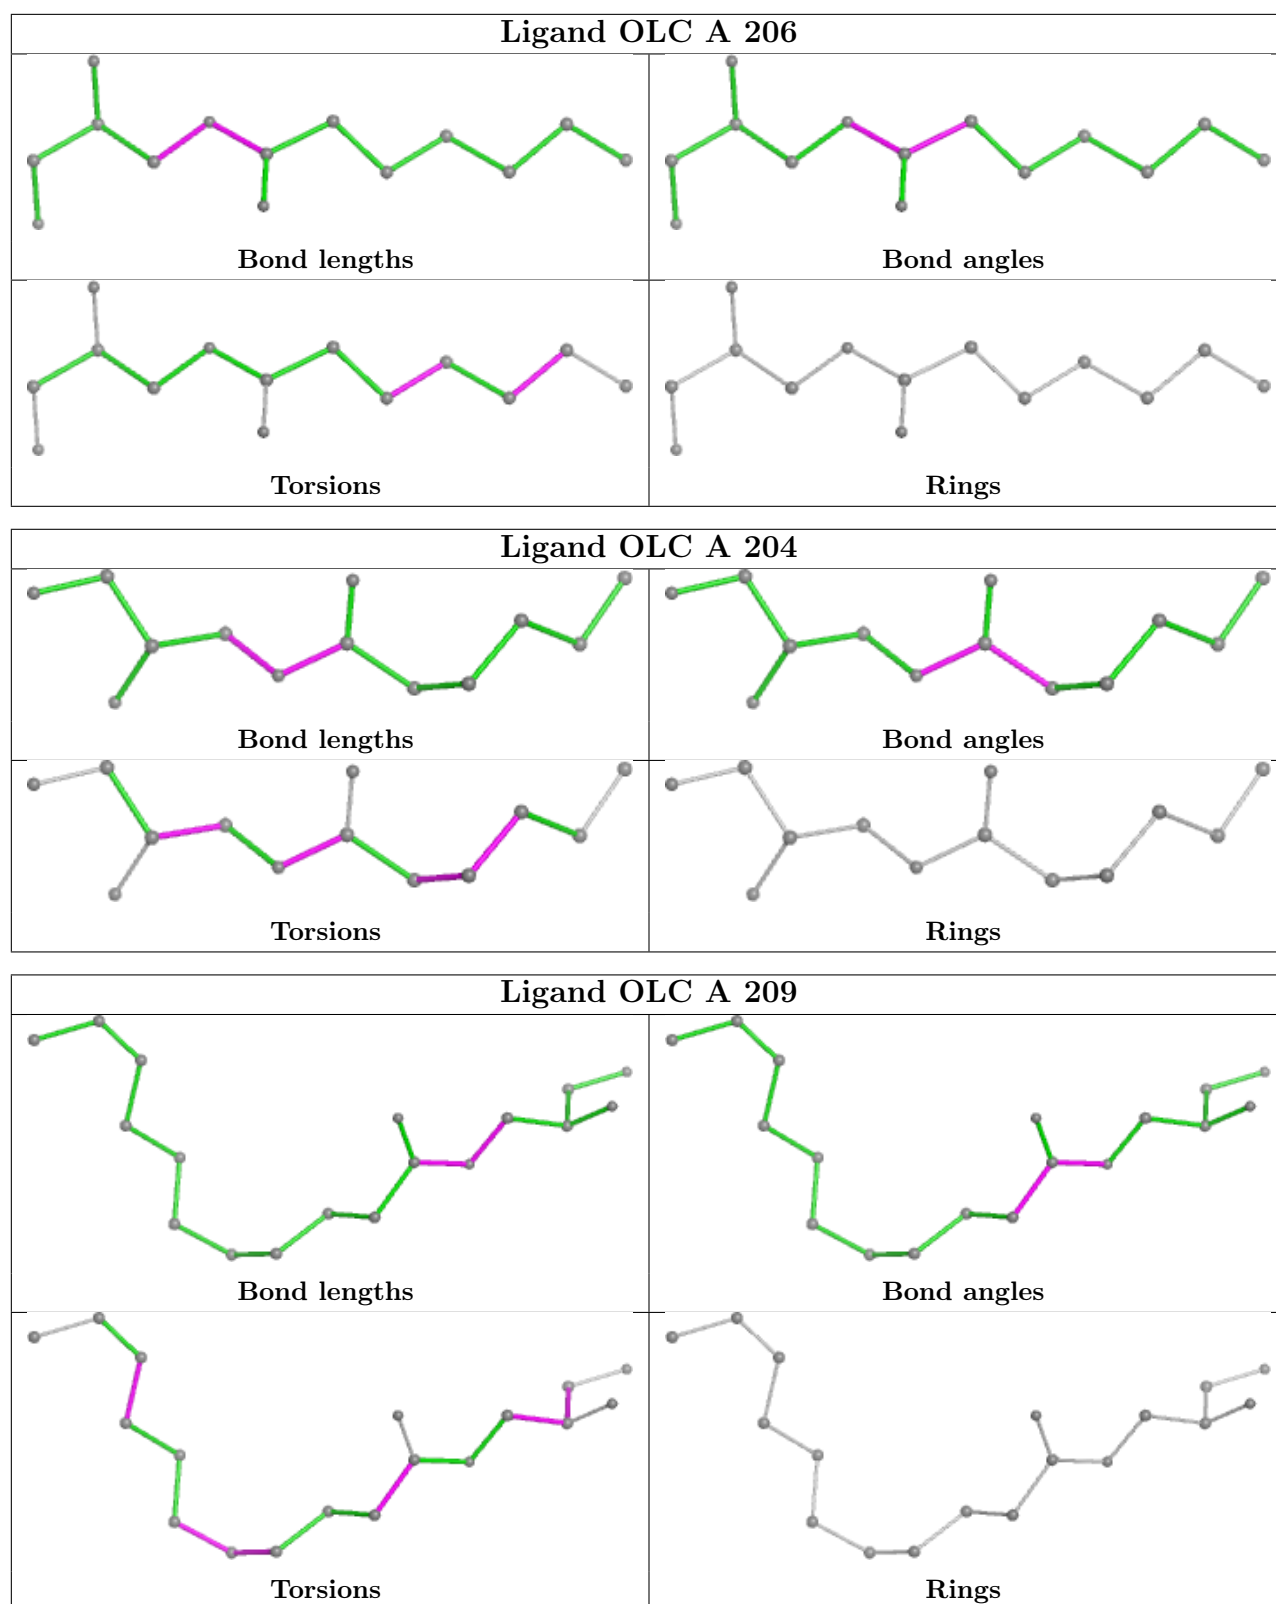 Ligand OLC A 206
Bond lengths
Bond angles
Torsions
Rings
Ligand OLC A 204
Bond lengths
Bond angles
Torsions
Rings
Ligand OLC A 209
Bond lengths
Bond angles
Torsions
Rings